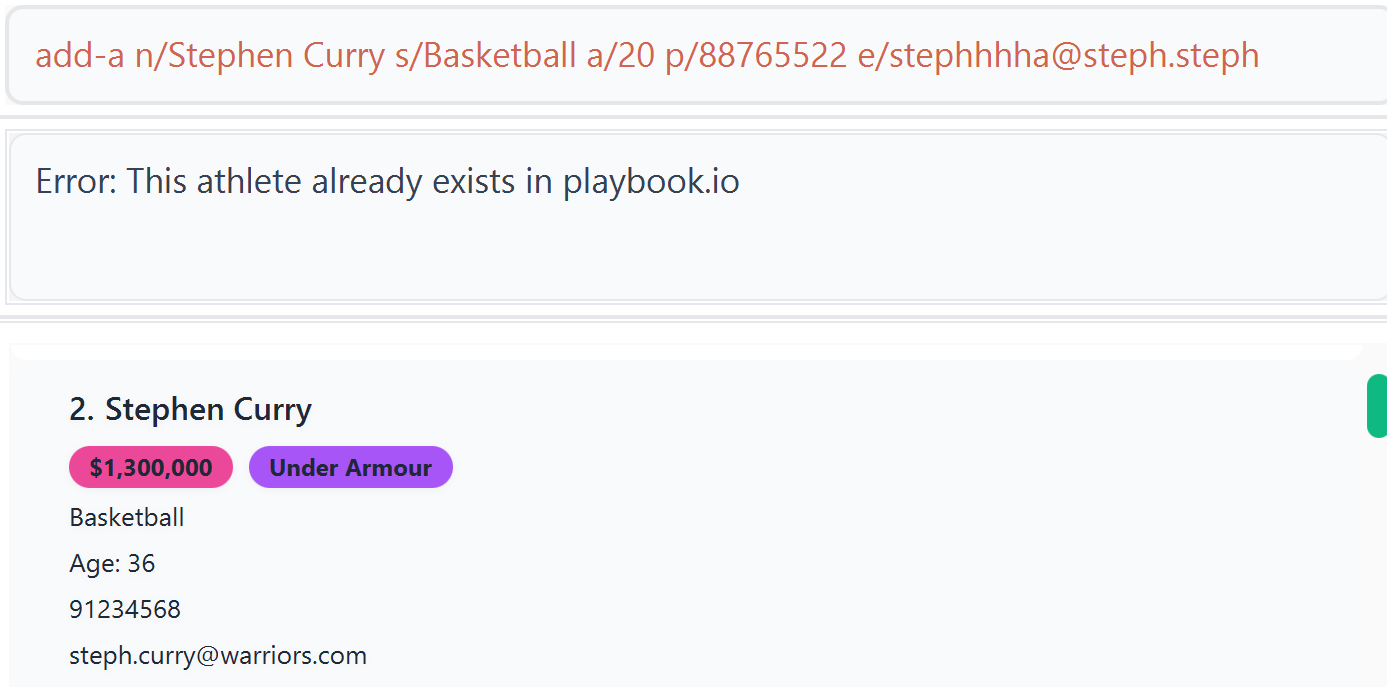 add-a n/Stephen Curry s/Basketball a/20 p/88765522 e/stephhhha@steph.steph
Error: This athlete already exists in playbook.io
2. Stephen Curry
$1,300,000 Under Armour
Basketball
Age: 36
91234568
steph.curry@warriors.com